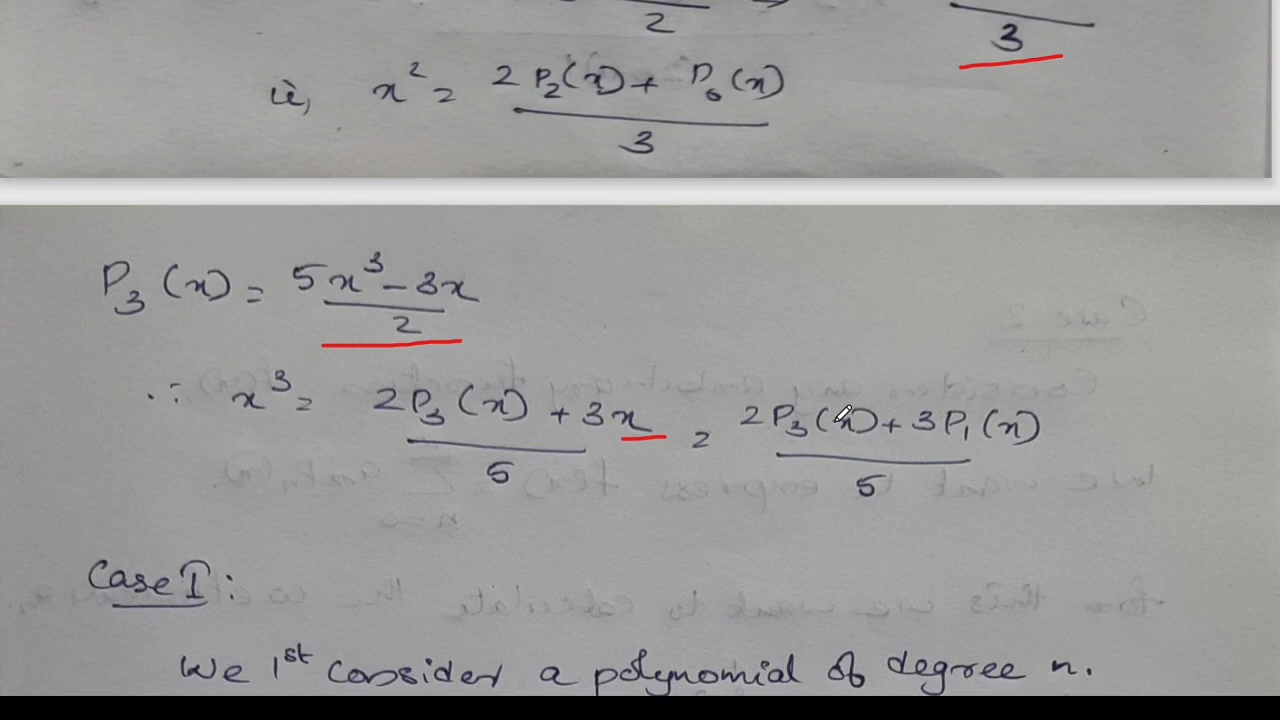 2 3
ie, x² = 2P₂(x) + P₀(x)
3
P₃(x) = 5x³ - 3x
2
∴ x³ = 2P₃(x) + 3x = 2P₃(x) + 3P₁(x)
5 5
Case I:
We 1st consider a polynomial of degree n.